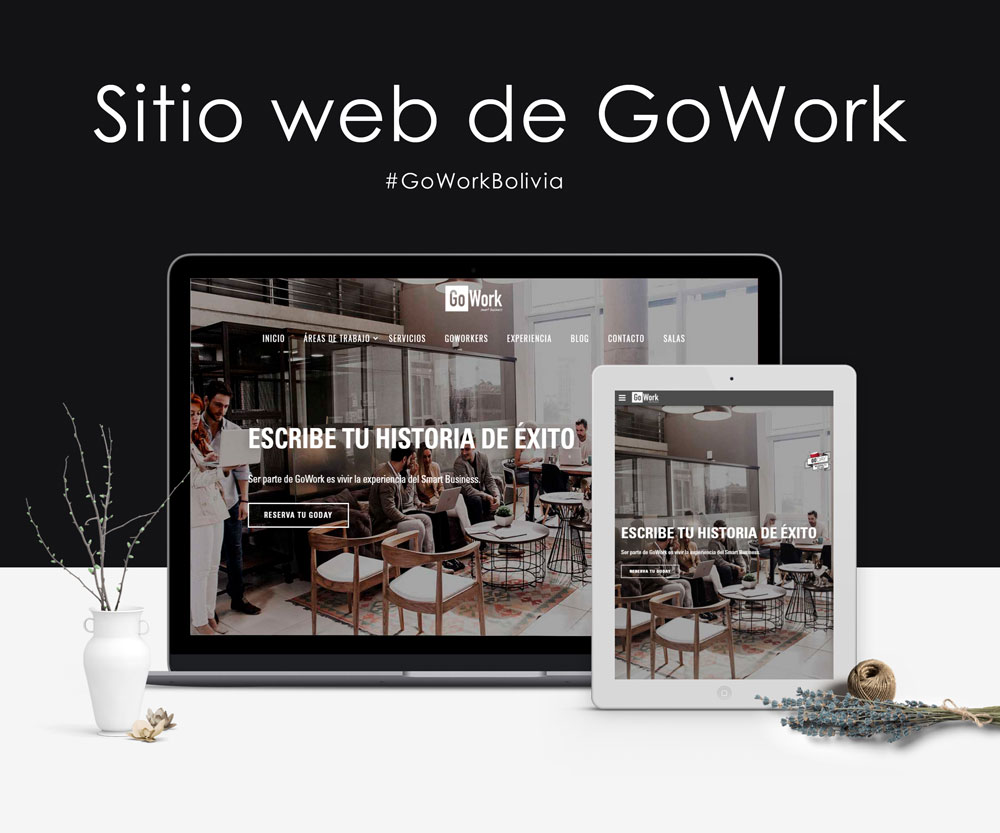 Sitio web de GoWork
#GoWorkBolivia
GoWork
INICIO ÁREAS DE TRABAJO SERVICIOS GOWORKERS EXPERIENCIA BLOG CONTACTO SALAS
ESCRIBE TU HISTORIA DE ÉXITO
Ser parte de GoWork es vivir la experiencia del Smart Business.
RESERVA TU GODAY
GoWork
ESCRIBE TU HISTORIA DE ÉXITO
Ser parte de GoWork es vivir la experiencia del Smart Business.
RESERVA TU GODAY